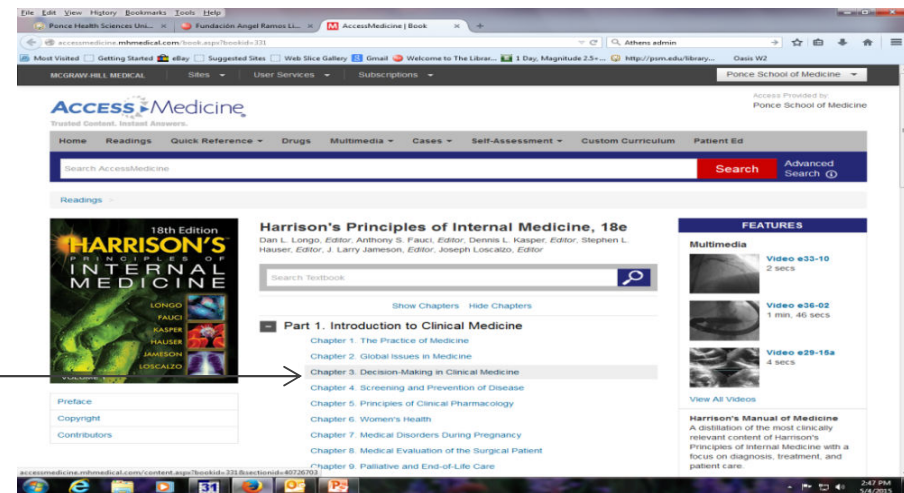 File Edit View History Bookmarks Tools Help
Ponce Health Sciences Uni... × Fundación Angel Ramos Li... × AccessMedicine | Book × +
accessmedicine.mhmedical.com/book.aspx?bookid=331 Athens admin
Most Visited Getting Started eBay Suggested Sites Web Slice Gallery Gmail Welcome to The Librar... 1 Day, Magnitude 2.5+... http://psm.edu/library... Oasis W2
MCGRAW-HILL MEDICAL Sites User Services Subscriptions Ponce School of Medicine
Access Provided by:
Ponce School of Medicine
ACCESS Medicine
Trusted Content. Instant Answers.
Home Readings Quick Reference Drugs Multimedia Cases Self-Assessment Custom Curriculum Patient Ed
Search AccessMedicine Search Advanced Search
Readings
18th Edition
HARRISON'S
PRINCIPLES OF
INTERNAL
MEDICINE
LONGO
FAUCI
KASPER
HAUSER
JAMESON
LOSCALZO
Preface
Copyright
Contributors
Harrison's Principles of Internal Medicine, 18e
Dan L. Longo, Editor, Anthony S. Fauci, Editor, Dennis L. Kasper, Editor, Stephen L.
Hauser, Editor, J. Larry Jameson, Editor, Joseph Loscalzo, Editor
Search Textbook
Show Chapters Hide Chapters
Part 1. Introduction to Clinical Medicine
Chapter 1. The Practice of Medicine
Chapter 2. Global Issues in Medicine
Chapter 3. Decision-Making in Clinical Medicine
Chapter 4. Screening and Prevention of Disease
Chapter 5. Principles of Clinical Pharmacology
Chapter 6. Women's Health
Chapter 7. Medical Disorders During Pregnancy
Chapter 8. Medical Evaluation of the Surgical Patient
Chapter 9. Palliative and End-of-Life Care
FEATURES
Multimedia
Video e33-10
2 secs
Video e36-02
1 min, 46 secs
Video e29-18a
4 secs
View All Videos
Harrison's Manual of Medicine
A distillation of the most clinically
relevant content of Harrison's
Principles of Internal Medicine with a
focus on diagnosis, treatment, and
patient care.
accessmedicine.mhmedical.com/content.aspx?bookid=331&sectionid=40726703
31
2:47 PM
5/4/2015